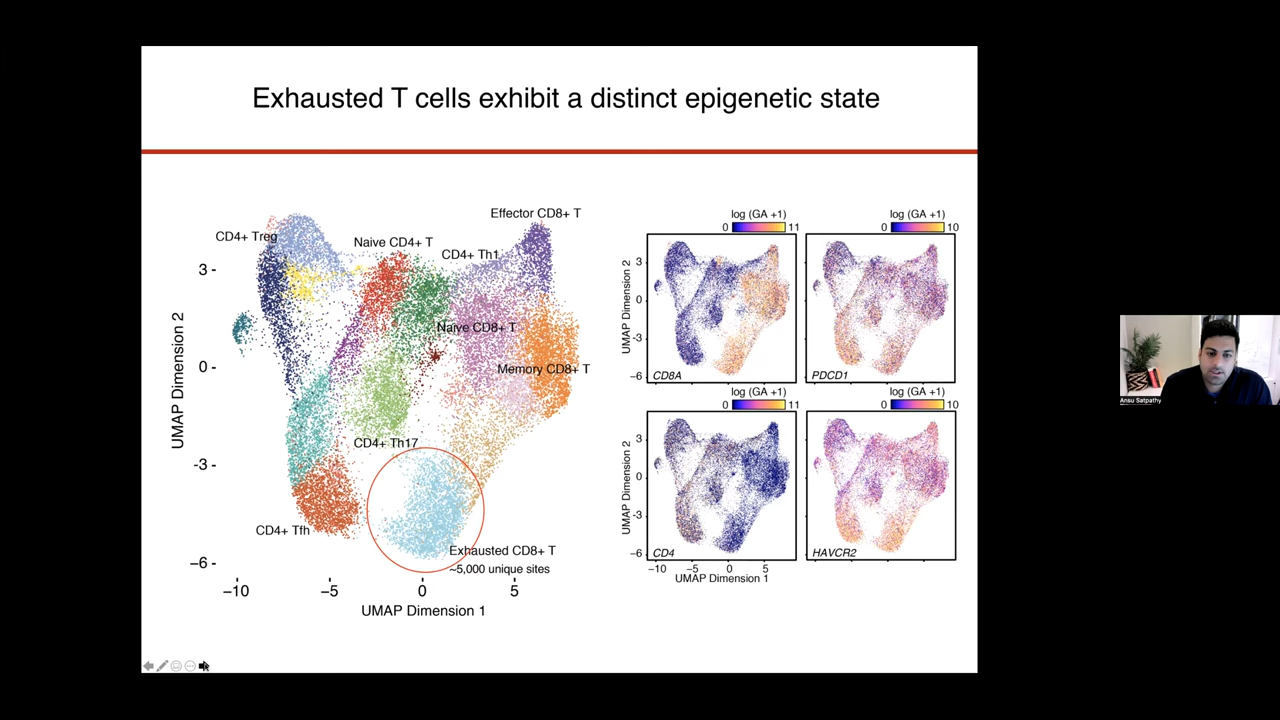 Exhausted T cells exhibit a distinct epigenetic state
Effector CD8+ T
CD4+ Treg
Naive CD4+ T
CD4+ Th1
Naive CD8+ T
Memory CD8+ T
CD4+ Th17
CD4+ Tfh
Exhausted CD8+ T
~5,000 unique sites
UMAP Dimension 2
3
0
-3
−6
−10
−5
0
5
UMAP Dimension 1
log (GA +1)
0
11
UMAP Dimension 2
3
0
−3
−6
CD8A
log (GA +1)
0
10
PDCD1
log (GA +1)
0
11
UMAP Dimension 2
3
0
−3
−6
CD4
−10
−5
0
5
UMAP Dimension 1
log (GA +1)
0
10
HAVCR2
Ansu Satpathy